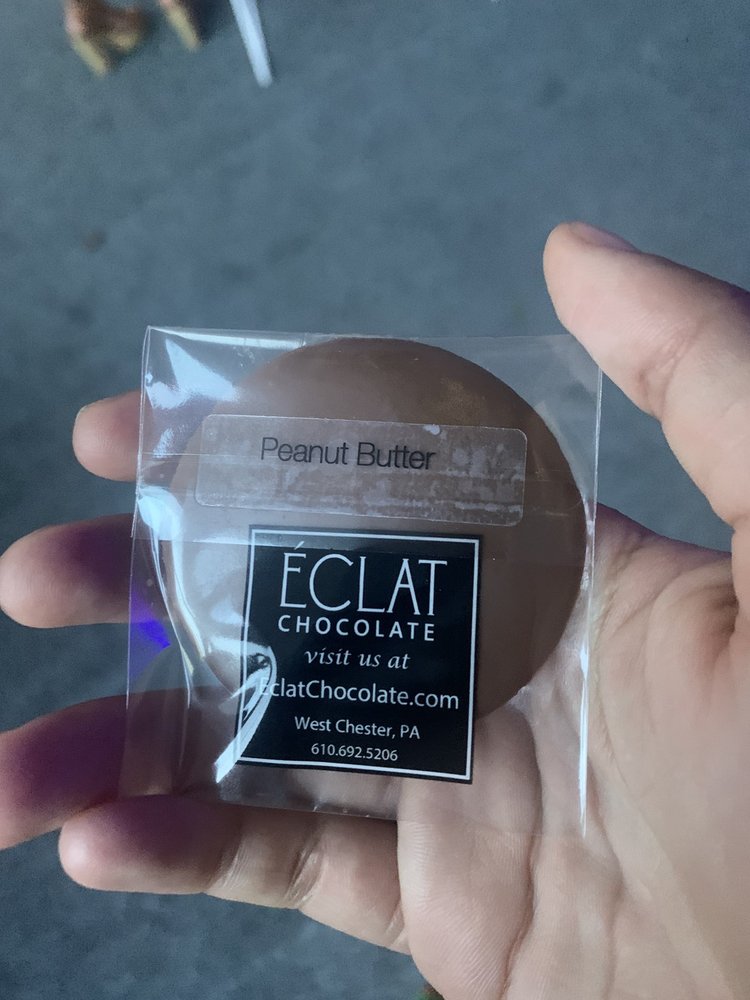 Peanut Butter
ÉCLAT
CHOCOLATE
visit us at
EclatChocolate.com
West Chester, PA
610.692.5206